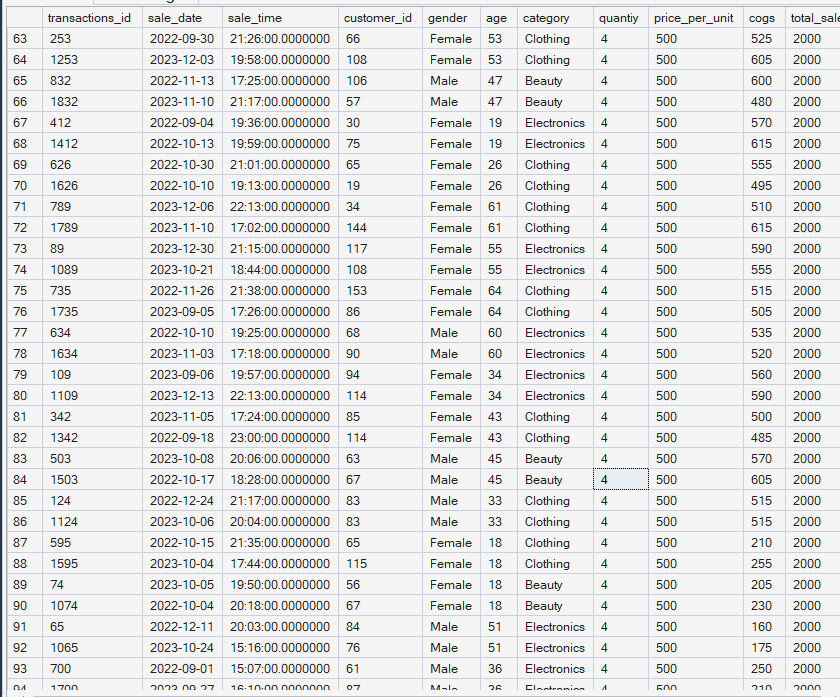 transactions_id sale_date sale_time customer_id gender age category quantiy price_per_unit cogs total_sale
63 253 2022-09-30 21:26:00.0000000 66 Female 53 Clothing 4 500 525 2000
64 1253 2023-12-03 19:58:00.0000000 108 Female 53 Clothing 4 500 605 2000
65 832 2022-11-13 17:25:00.0000000 106 Male 47 Beauty 4 500 600 2000
66 1832 2023-11-10 21:17:00.0000000 57 Male 47 Beauty 4 500 480 2000
67 412 2022-09-04 19:36:00.0000000 30 Female 19 Electronics 4 500 570 2000
68 1412 2022-10-13 19:59:00.0000000 75 Female 19 Electronics 4 500 615 2000
69 626 2022-10-30 21:01:00.0000000 65 Female 26 Clothing 4 500 555 2000
70 1626 2022-10-10 19:13:00.0000000 19 Female 26 Clothing 4 500 495 2000
71 789 2023-12-06 22:13:00.0000000 34 Female 61 Clothing 4 500 510 2000
72 1789 2023-11-10 17:02:00.0000000 144 Female 61 Clothing 4 500 615 2000
73 89 2023-12-30 21:15:00.0000000 117 Female 55 Electronics 4 500 590 2000
74 1089 2023-10-21 18:44:00.0000000 108 Female 55 Electronics 4 500 555 2000
75 735 2022-11-26 21:38:00.0000000 153 Female 64 Clothing 4 500 515 2000
76 1735 2023-09-05 17:26:00.0000000 86 Female 64 Clothing 4 500 505 2000
77 634 2022-10-10 19:25:00.0000000 68 Male 60 Electronics 4 500 535 2000
78 1634 2023-11-03 17:18:00.0000000 90 Male 60 Electronics 4 500 520 2000
79 109 2023-09-06 19:57:00.0000000 94 Female 34 Electronics 4 500 560 2000
80 1109 2023-12-13 22:13:00.0000000 114 Female 34 Electronics 4 500 590 2000
81 342 2023-11-05 17:24:00.0000000 85 Female 43 Clothing 4 500 500 2000
82 1342 2022-09-18 23:00:00.0000000 114 Female 43 Clothing 4 500 485 2000
83 503 2023-10-08 20:06:00.0000000 63 Male 45 Beauty 4 500 570 2000
84 1503 2022-10-17 18:28:00.0000000 67 Male 45 Beauty 4 500 605 2000
85 124 2022-12-24 21:17:00.0000000 83 Male 33 Clothing 4 500 515 2000
86 1124 2023-10-06 20:04:00.0000000 83 Male 33 Clothing 4 500 515 2000
87 595 2022-10-15 21:35:00.0000000 65 Female 18 Clothing 4 500 210 2000
88 1595 2023-10-04 17:44:00.0000000 115 Female 18 Clothing 4 500 255 2000
89 74 2023-10-05 19:50:00.0000000 56 Female 18 Beauty 4 500 205 2000
90 1074 2022-10-04 20:18:00.0000000 67 Female 18 Beauty 4 500 230 2000
91 65 2022-12-11 20:03:00.0000000 84 Male 51 Electronics 4 500 160 2000
92 1065 2023-10-24 15:16:00.0000000 76 Male 51 Electronics 4 500 175 2000
93 700 2022-09-01 15:07:00.0000000 61 Male 36 Electronics 4 500 250 2000
94 1700 2023-09-27 16:10:00.0000000 87 Male 36 Electronics 4 500 210 2000